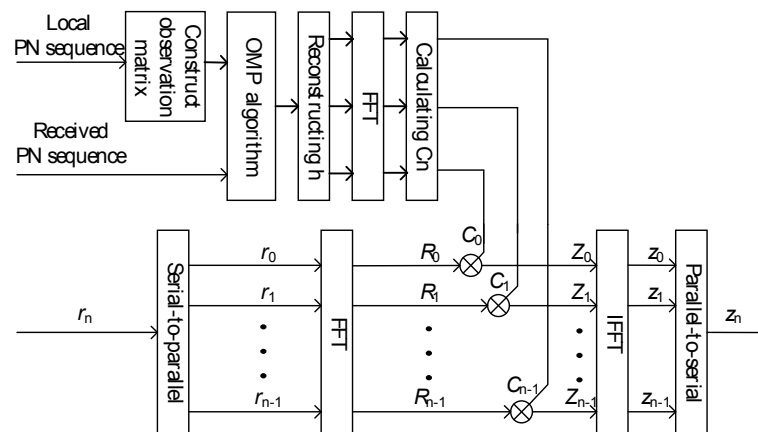 Local
PN sequence
Construct
observation
matrix
OMP algorithm
Reconstructing h
FFT
Calculating Cn
Received
PN sequence
C0
C1
Cn-1
rn
Serial-to-parallel
r0
r1
rn-1
FFT
R0
R1
Rn-1
Z0
Z1
Zn-1
IFFT
z0
z1
zn-1
Parallel-to-serial
zn